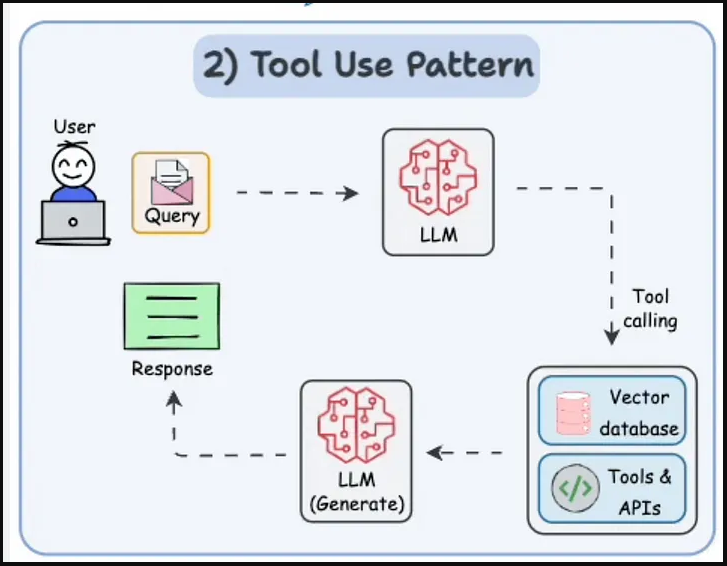 2) Tool Use Pattern
User
Query
LLM
Tool
calling
Response
Vector
database
LLM
(Generate)
Tools &
APIs